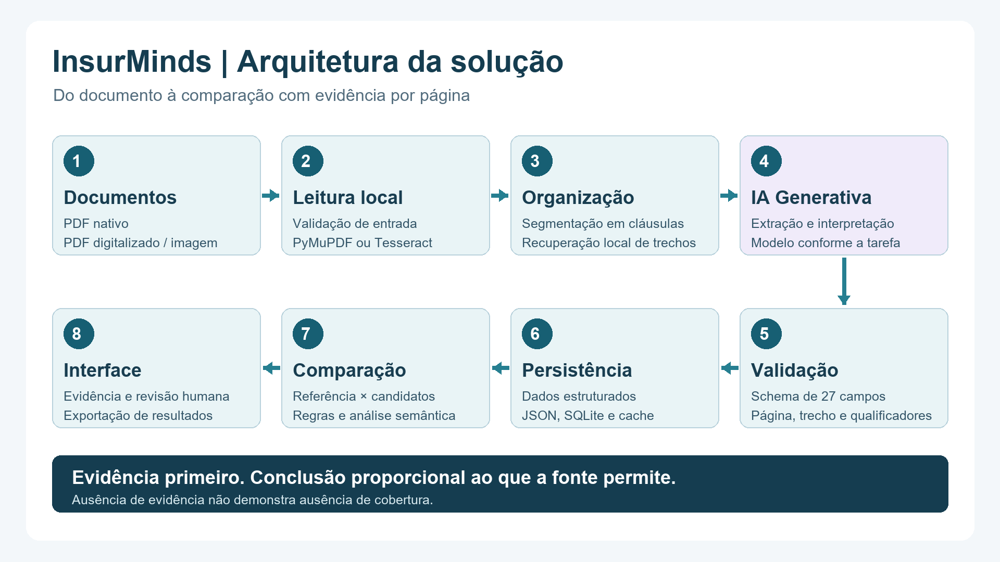 InsurMinds | Arquitetura da solução
Do documento à comparação com evidência por página
1
Documentos
PDF nativo
PDF digitalizado / imagem
2
Leitura local
Validação de entrada
PyMuPDF ou Tesseract
3
Organização
Segmentação em cláusulas
Recuperação local de trechos
4
IA Generativa
Extração e interpretação
Modelo conforme a tarefa
5
Validação
Schema de 27 campos
Página, trecho e qualificadores
6
Persistência
Dados estruturados
JSON, SQLite e cache
7
Comparação
Referência × candidatos
Regras e análise semântica
8
Interface
Evidência e revisão humana
Exportação de resultados
Evidência primeiro. Conclusão proporcional ao que a fonte permite.
Ausência de evidência não demonstra ausência de cobertura.